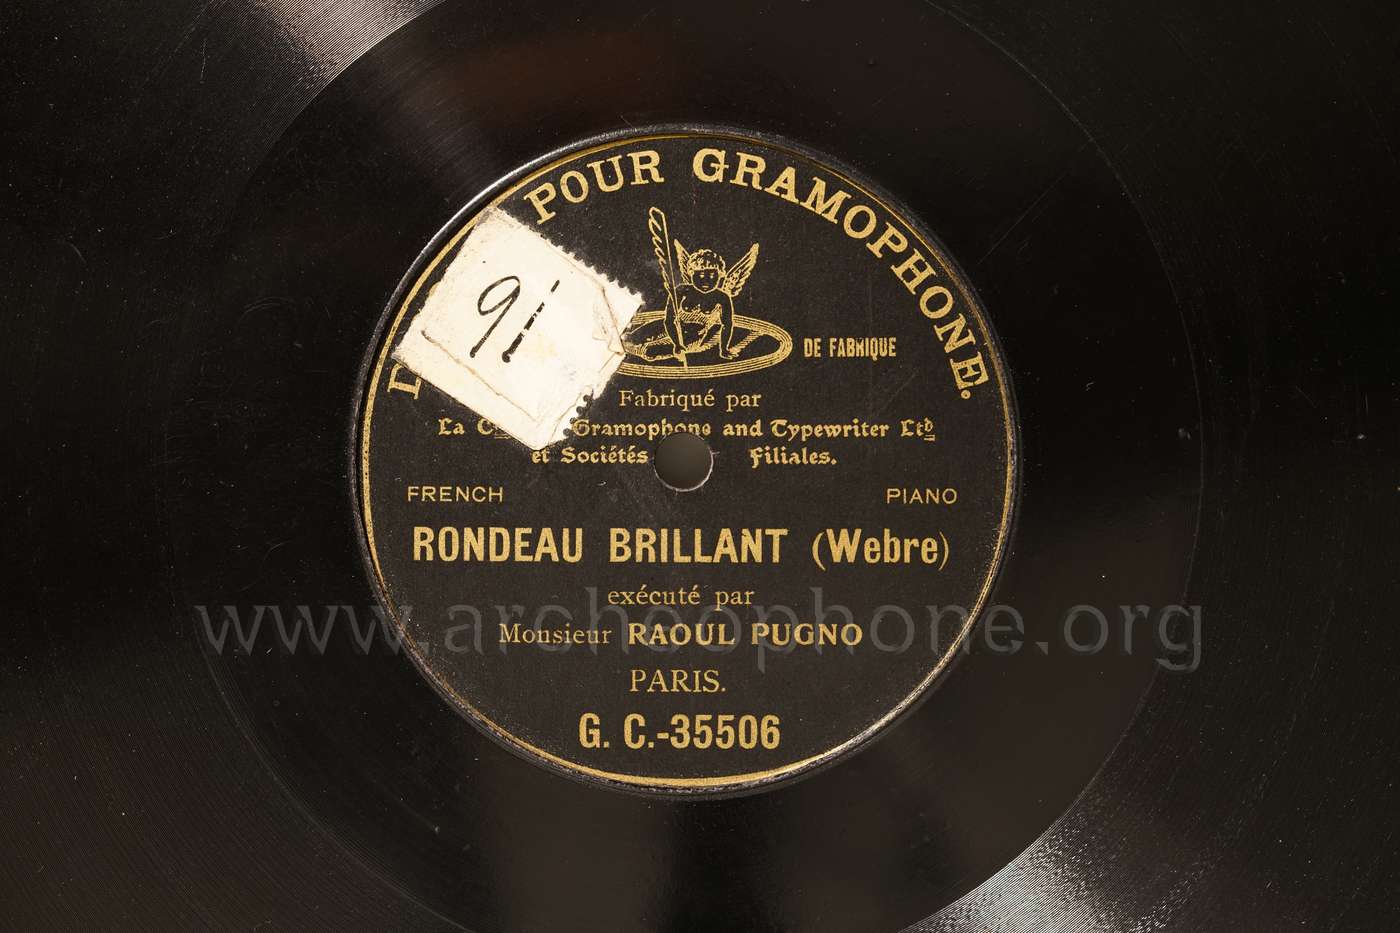 POUR GRAMOPHONE.
91
DE FABRIQUE
Fabriqué par
La Gramophone and Typewriter Ltd
et Sociétés Filiales.
FRENCH PIANO
RONDEAU BRILLANT (Webre)
exécuté par
Monsieur RAOUL PUGNO
PARIS.
G. C.-35506
www.archeophone.org